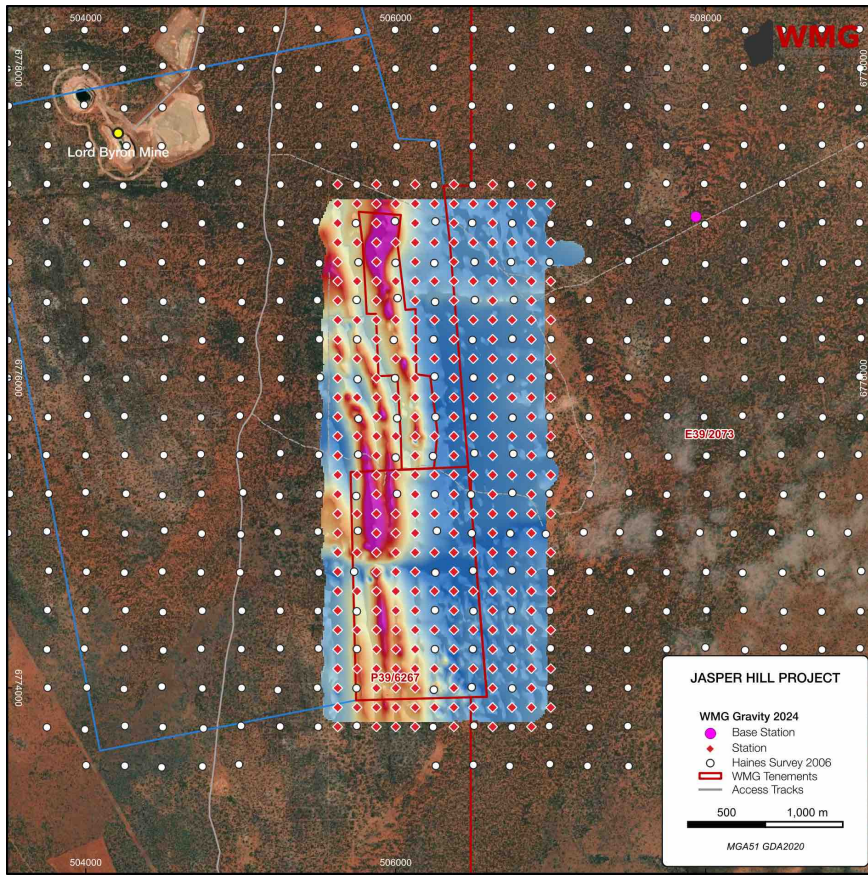 504000
506000
508000
WMG
6778000
6778000
Lord Byron Mine
6776000
6776000
E39/2073
6774000
P39/6267
JASPER HILL PROJECT
WMG Gravity 2024
Base Station
Station
Haines Survey 2006
WMG Tenements
Access Tracks
500
1,000 m
MGA51 GDA2020
504000
506000